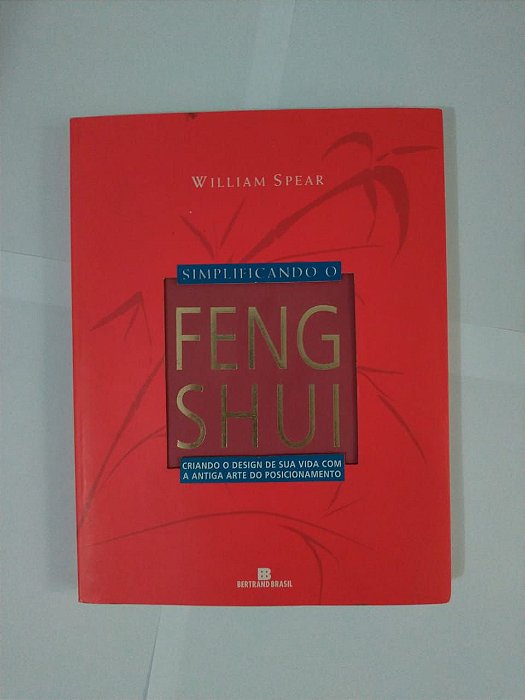 WILLIAM SPEAR
SIMPLIFICANDO O
FENG
SHUI
CRIANDO O DESIGN DE SUA VIDA COM
A ANTIGA ARTE DO POSICIONAMENTO
BERTRAND BRASIL